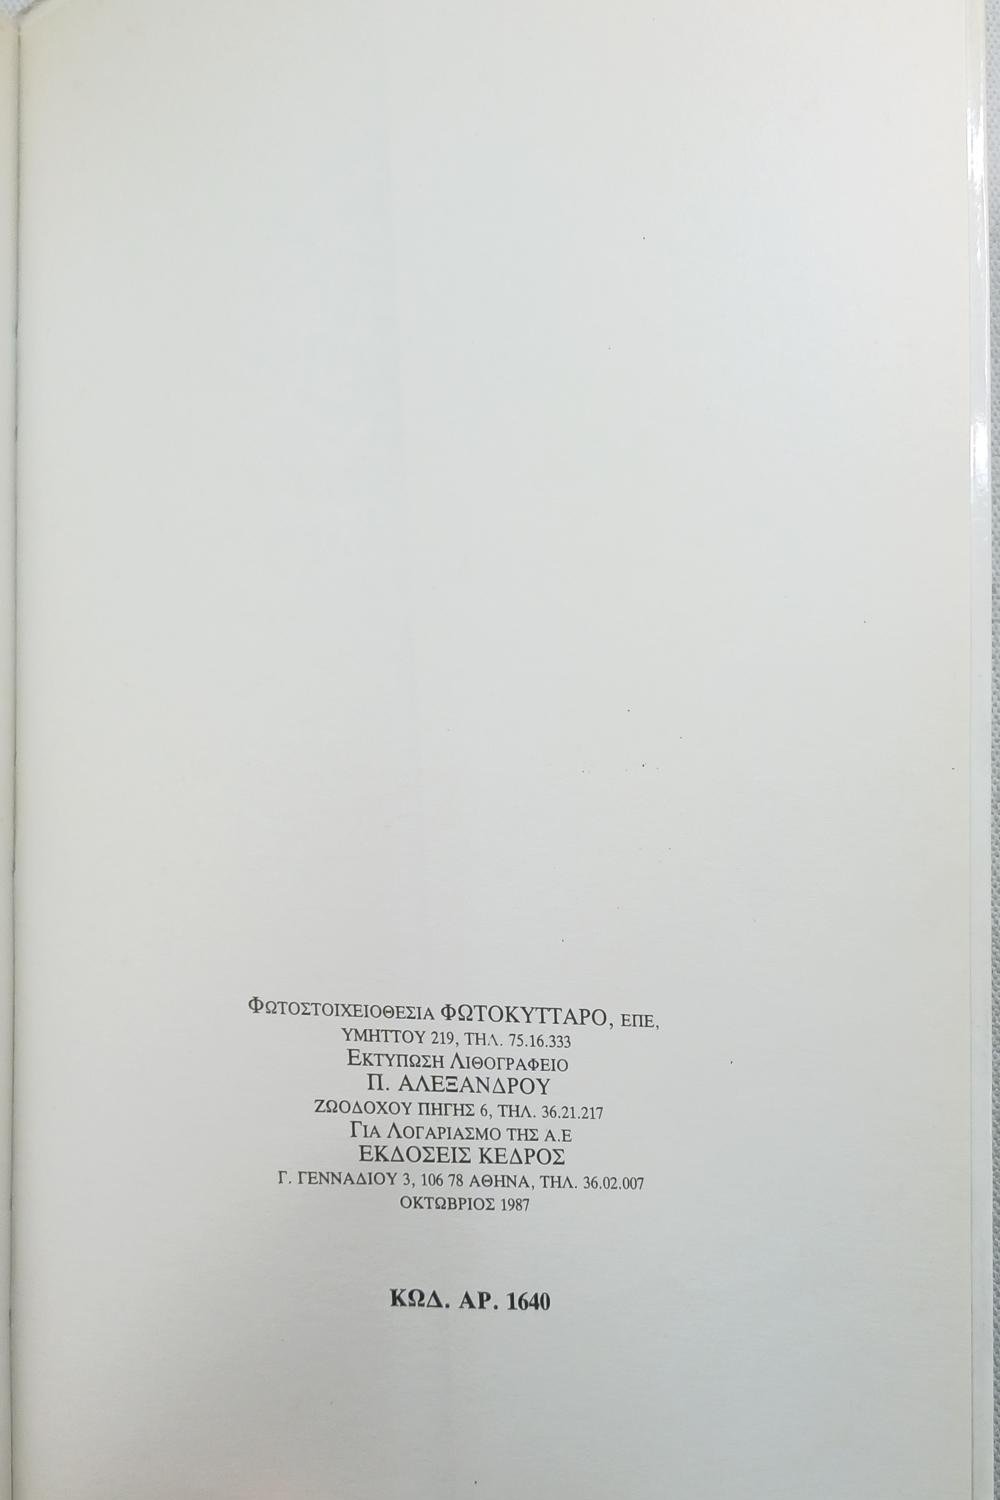 ΦΩΤΟΣΤΟΙΧΕΙΟΘΕΣΙΑ ΦΩΤΟΚΥΤΤΑΡΟ, ΕΠΕ,
ΥΜΗΤΤΟΥ 219, ΤΗΛ. 75.16.333
ΕΚΤΥΠΩΣΗ ΛΙΘΟΓΡΑΦΕΙΟ
Π. ΑΛΕΞΑΝΔΡΟΥ
ΖΩΟΔΟΧΟΥ ΠΗΓΗΣ 6, ΤΗΛ. 36.21.217
ΓΙΑ ΛΟΓΑΡΙΑΣΜΟ ΤΗΣ Α.Ε
ΕΚΔΟΣΕΙΣ ΚΕΔΡΟΣ
Γ. ΓΕΝΝΑΔΙΟΥ 3, 106 78 ΑΘΗΝΑ, ΤΗΛ. 36.02.007
ΟΚΤΩΒΡΙΟΣ 1987
ΚΩΔ. ΑΡ. 1640